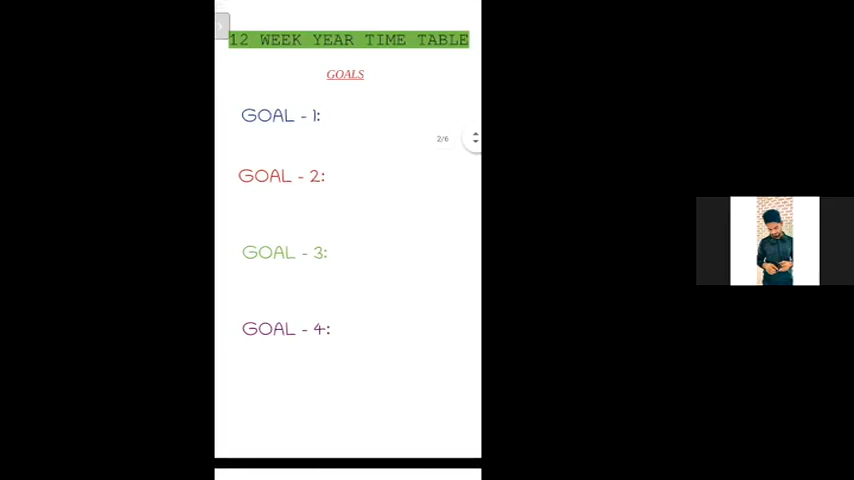 12 WEEK YEAR TIME TABLE
GOALS
GOAL - 1:
2/6
GOAL - 2:
GOAL - 3:
GOAL - 4: